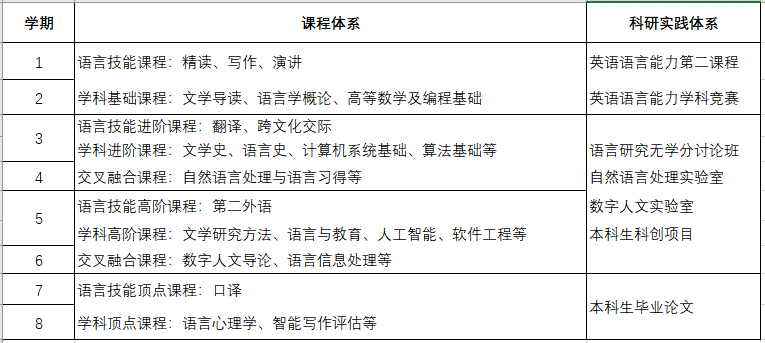 学期 课程体系 科研实践体系
1 语言技能课程：精读、写作、演讲 英语语言能力第二课程
2 学科基础课程：文学导读、语言学概论、高等数学及编程基础 英语语言能力学科竞赛
3 语言技能进阶课程：翻译、跨文化交际
学科进阶课程：文学史、语言史、计算机系统基础、算法基础等 语言研究无学分讨论班
4 交叉融合课程：自然语言处理与语言习得等 自然语言处理实验室
5 语言技能高阶课程：第二外语 数字人文实验室
学科高阶课程：文学研究方法、语言与教育、人工智能、软件工程等 本科生科创项目
6 交叉融合课程：数字人文导论、语言信息处理等
7 语言技能顶点课程：口译 本科生毕业论文
8 学科顶点课程：语言心理学、智能写作评估等